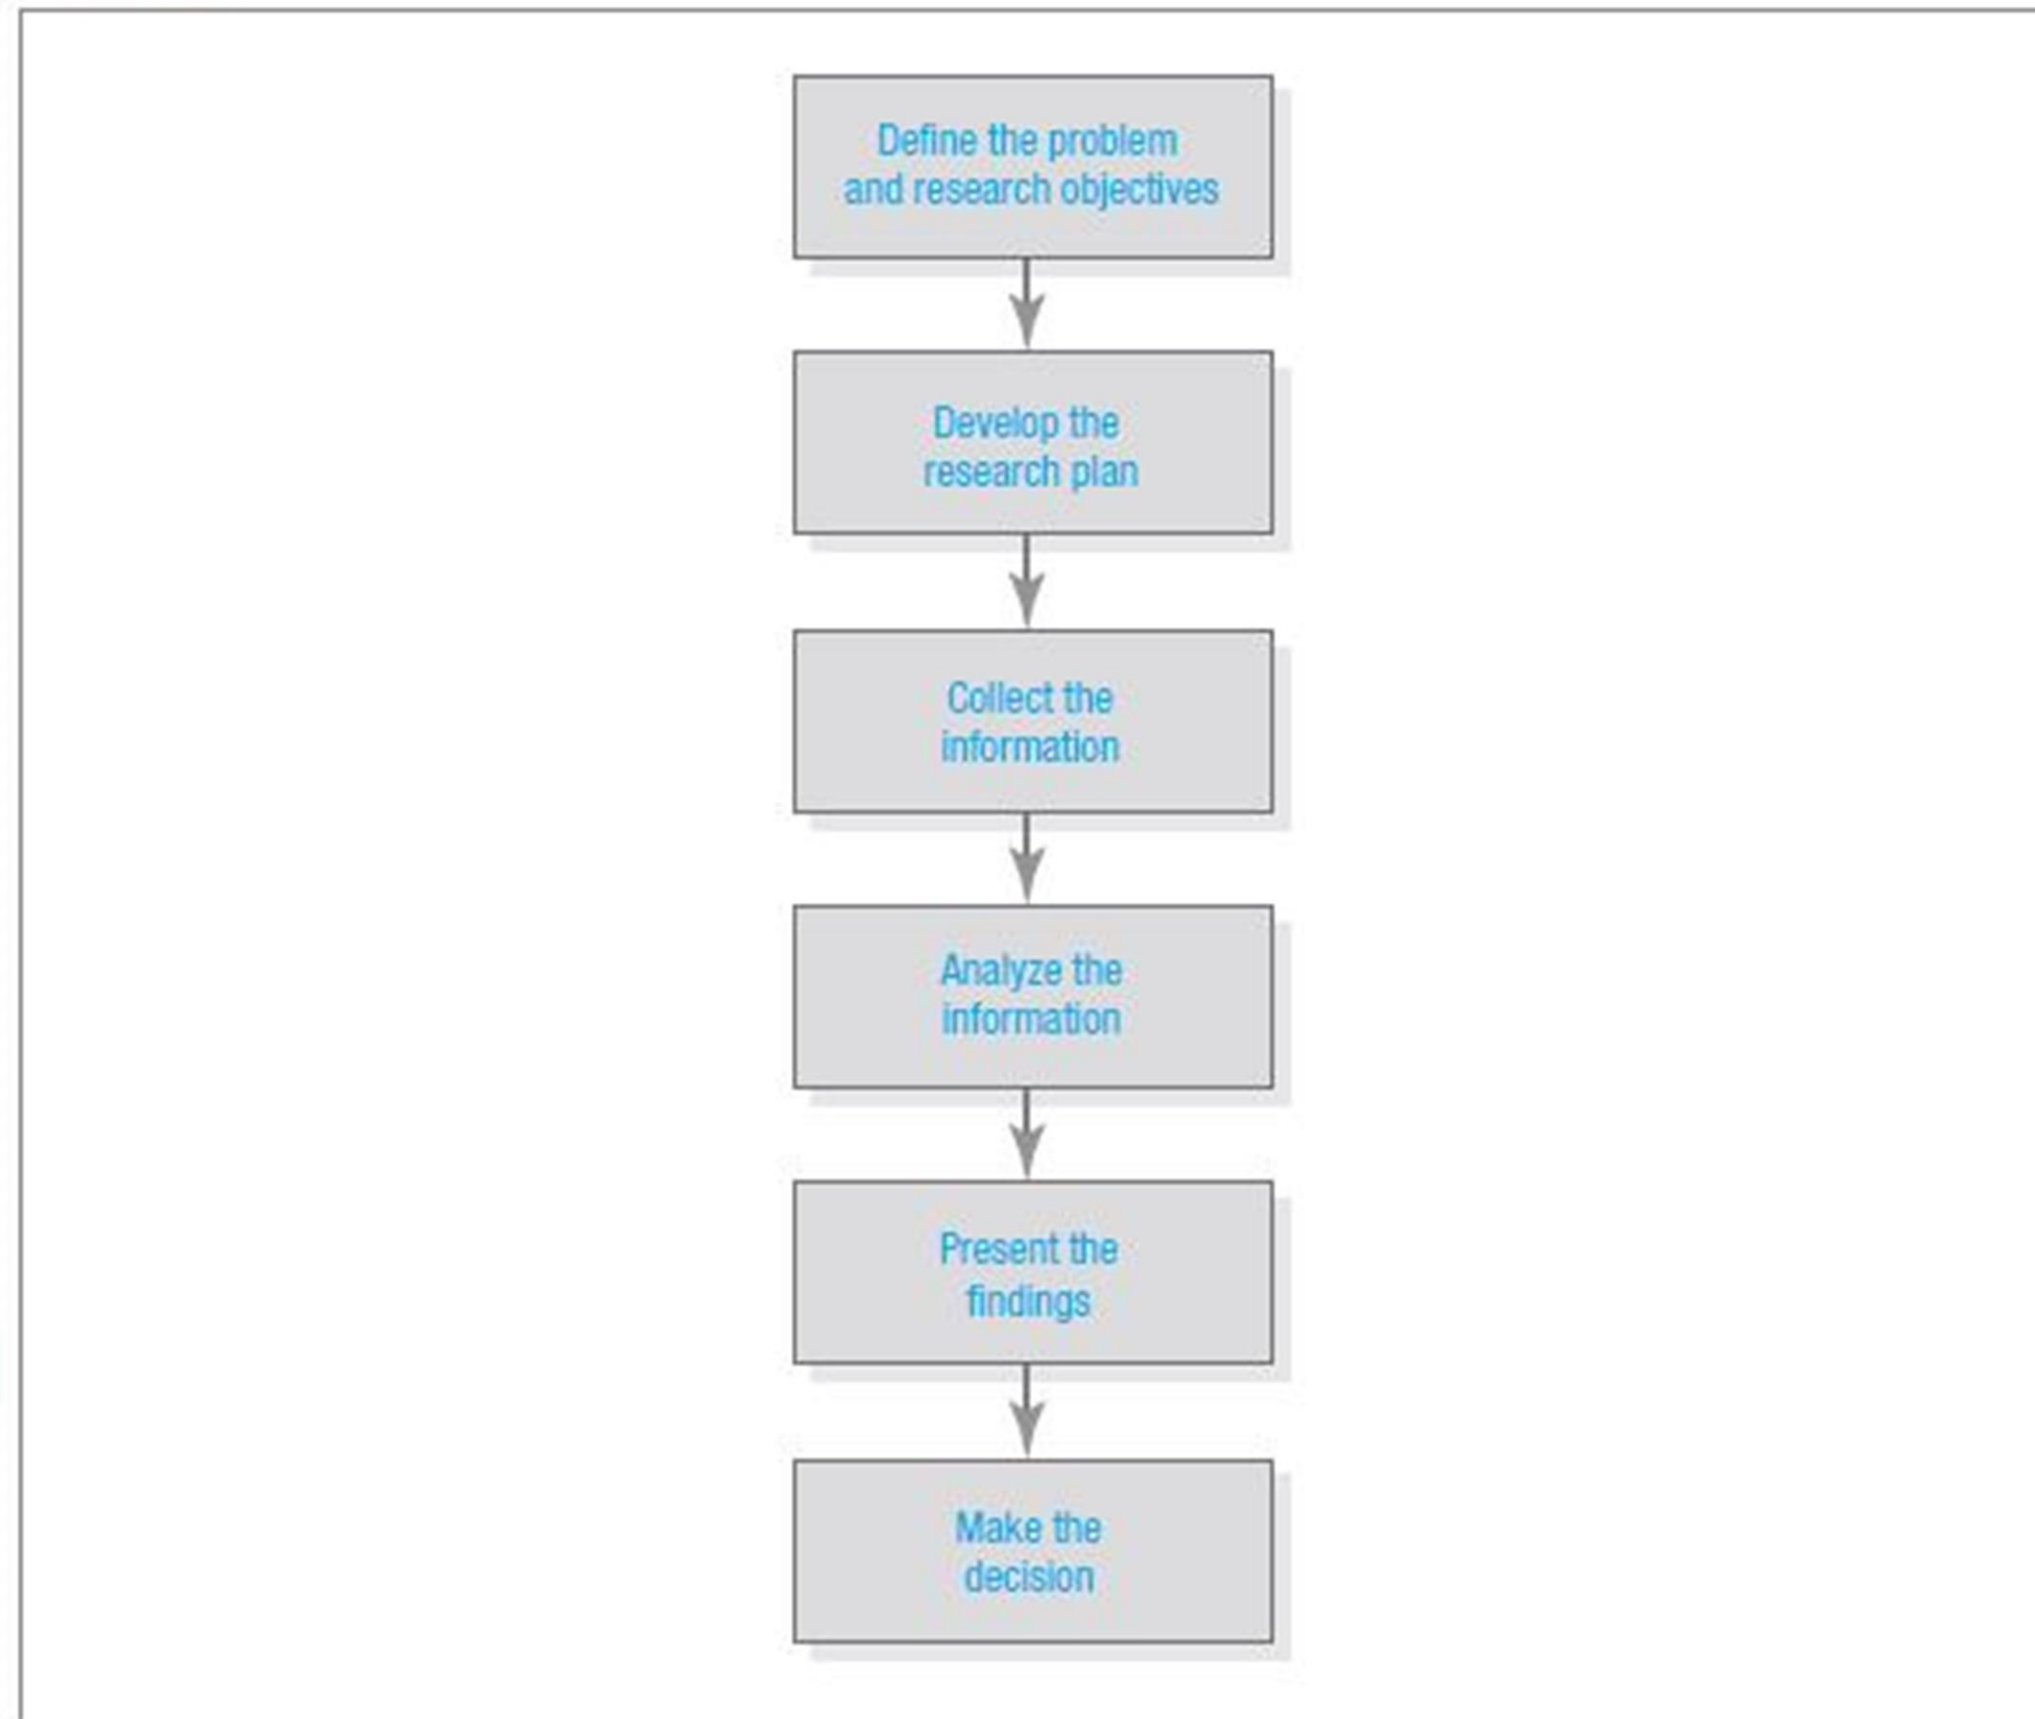 Define the problem
and research objectives
Develop the
research plan
Collect the
information
Analyze the
information
Present the
findings
Make the
decision